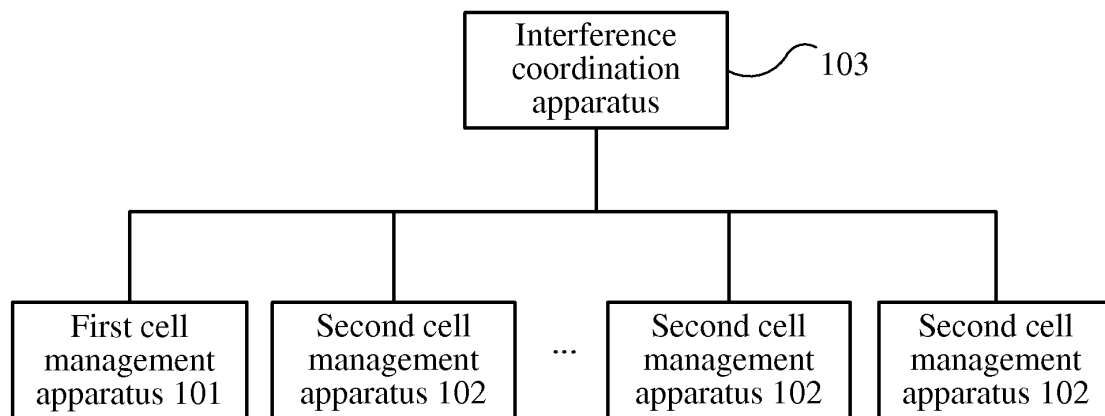 Interference
coordination
apparatus
103
First cell
management
apparatus 101
Second cell
management
apparatus 102
...
Second cell
management
apparatus 102
Second cell
management
apparatus 102